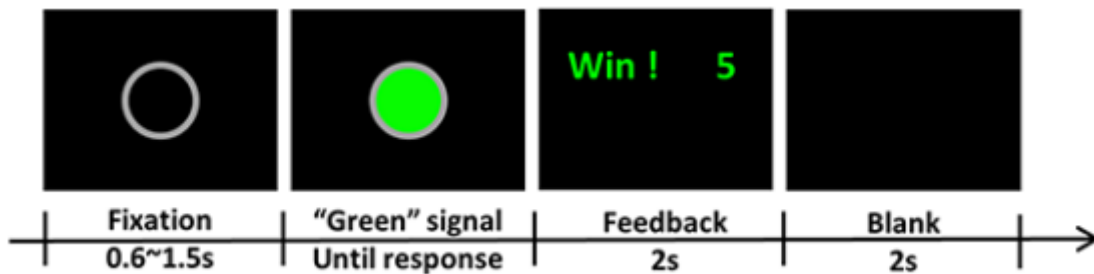 Win ! 5
Fixation “Green” signal Feedback Blank
0.6~1.5s Until response 2s 2s